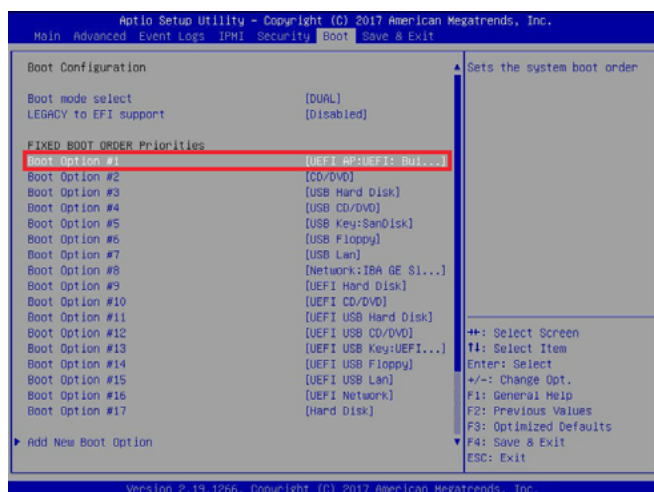 Aptio Setup Utility - Copyright (C) 2017 American Megatrends, Inc.
Main Advanced Event Logs IPMI Security Boot Save & Exit
Boot Configuration
Sets the system boot order
Boot mode select [DUAL]
LEGACY to EFI support [Disabled]
FIXED BOOT ORDER Priorities
Boot Option #1 [UEFI AP:UEFI: Bui...]
Boot Option #2 [CD/DVD]
Boot Option #3 [USB Hard Disk]
Boot Option #4 [USB CD/DVD]
Boot Option #5 [USB Key:SanDisk]
Boot Option #6 [USB Floppy]
Boot Option #7 [USB Lan]
Boot Option #8 [Network:IBA GE Sl...]
Boot Option #9 [UEFI Hard Disk]
Boot Option #10 [UEFI CD/DVD]
Boot Option #11 [UEFI USB Hard Disk]
Boot Option #12 [UEFI USB CD/DVD]
Boot Option #13 [UEFI USB Key:UEFI...]
Boot Option #14 [UEFI USB Floppy]
Boot Option #15 [UEFI USB Lan]
Boot Option #16 [UEFI Network]
Boot Option #17 [Hard Disk]
Add New Boot Option
→←: Select Screen
↑↓: Select Item
Enter: Select
+/-: Change Opt.
F1: General Help
F2: Previous Values
F3: Optimized Defaults
F4: Save & Exit
ESC: Exit
Version 2.19.1266. Copyright (C) 2017 American Megatrends, Inc.